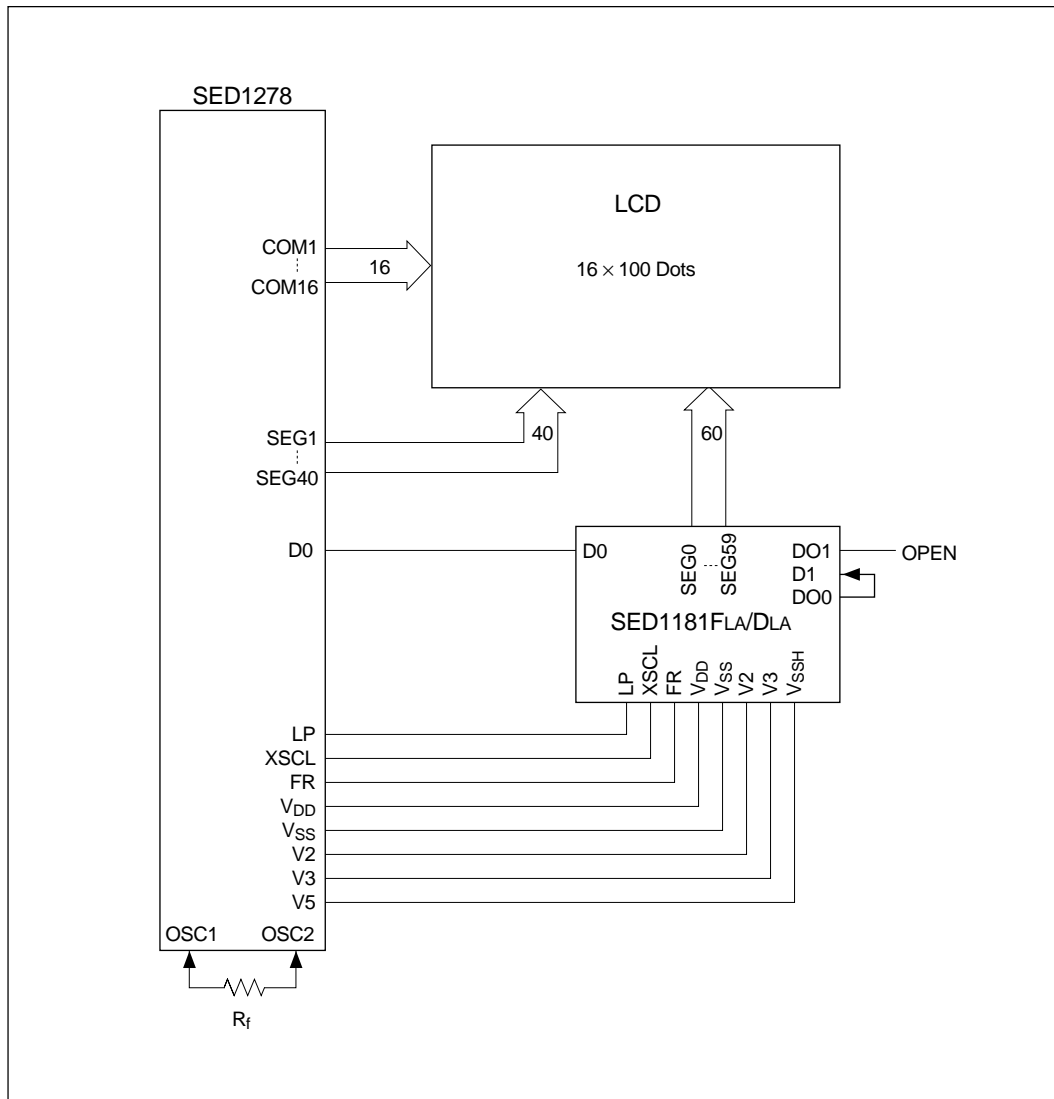 SED1278
LCD
16 × 100 Dots
COM1
COM16
16
SEG1
SEG40
40
60
D0
D0
SEG0
SEG59
DO1
D1
DO0
OPEN
SED1181FLA/DLA
LP
XSCL
FR
VDD
VSS
V2
V3
VSSH
LP
XSCL
FR
VDD
VSS
V2
V3
V5
OSC1 OSC2
Rf